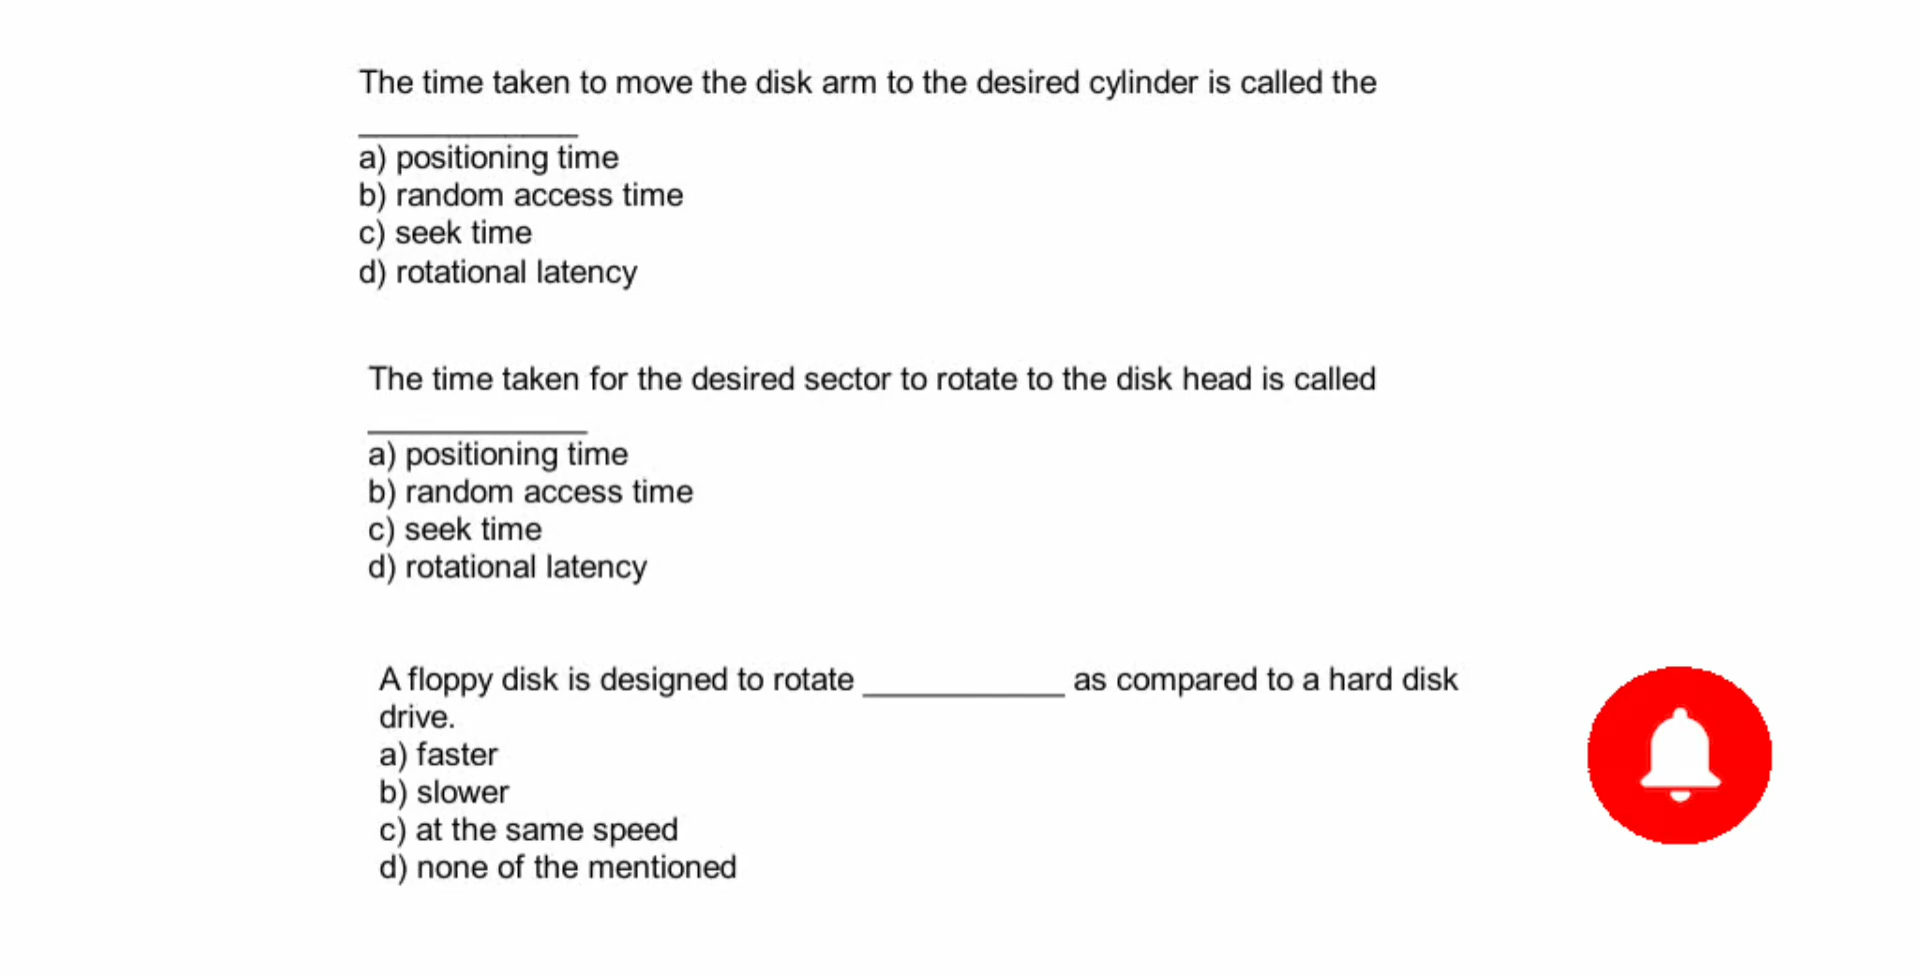 The time taken to move the disk arm to the desired cylinder is called the
____________
a) positioning time
b) random access time
c) seek time
d) rotational latency
The time taken for the desired sector to rotate to the disk head is called
____________
a) positioning time
b) random access time
c) seek time
d) rotational latency
A floppy disk is designed to rotate ___________ as compared to a hard disk
drive.
a) faster
b) slower
c) at the same speed
d) none of the mentioned